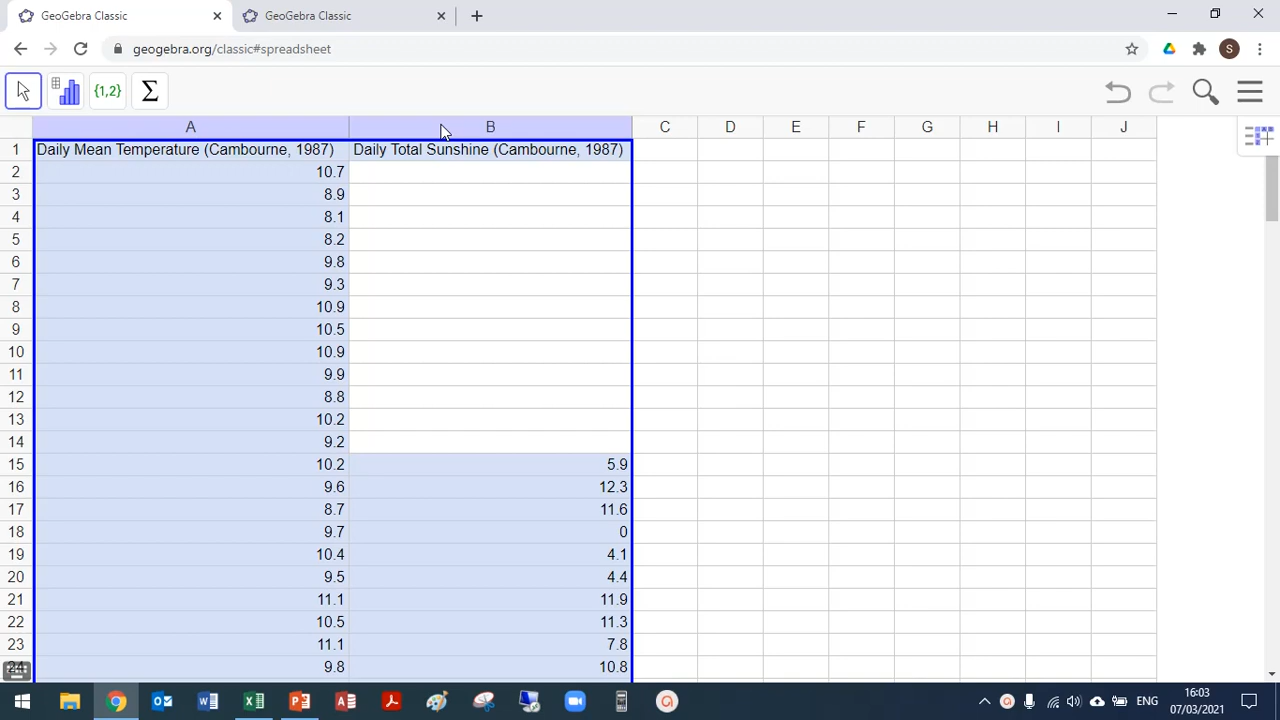 GeoGebra Classic GeoGebra Classic
geogebra.org/classic#spreadsheet S
{1,2} Σ
A B C D E F G H I J
1 Daily Mean Temperature (Cambourne, 1987) Daily Total Sunshine (Cambourne, 1987)
2 10.7
3 8.9
4 8.1
5 8.2
6 9.8
7 9.3
8 10.9
9 10.5
10 10.9
11 9.9
12 8.8
13 10.2
14 9.2
15 10.2 5.9
16 9.6 12.3
17 8.7 11.6
18 9.7 0
19 10.4 4.1
20 9.5 4.4
21 11.1 11.9
22 10.5 11.3
23 11.1 7.8
24 9.8 10.8
ENG 16:03
07/03/2021